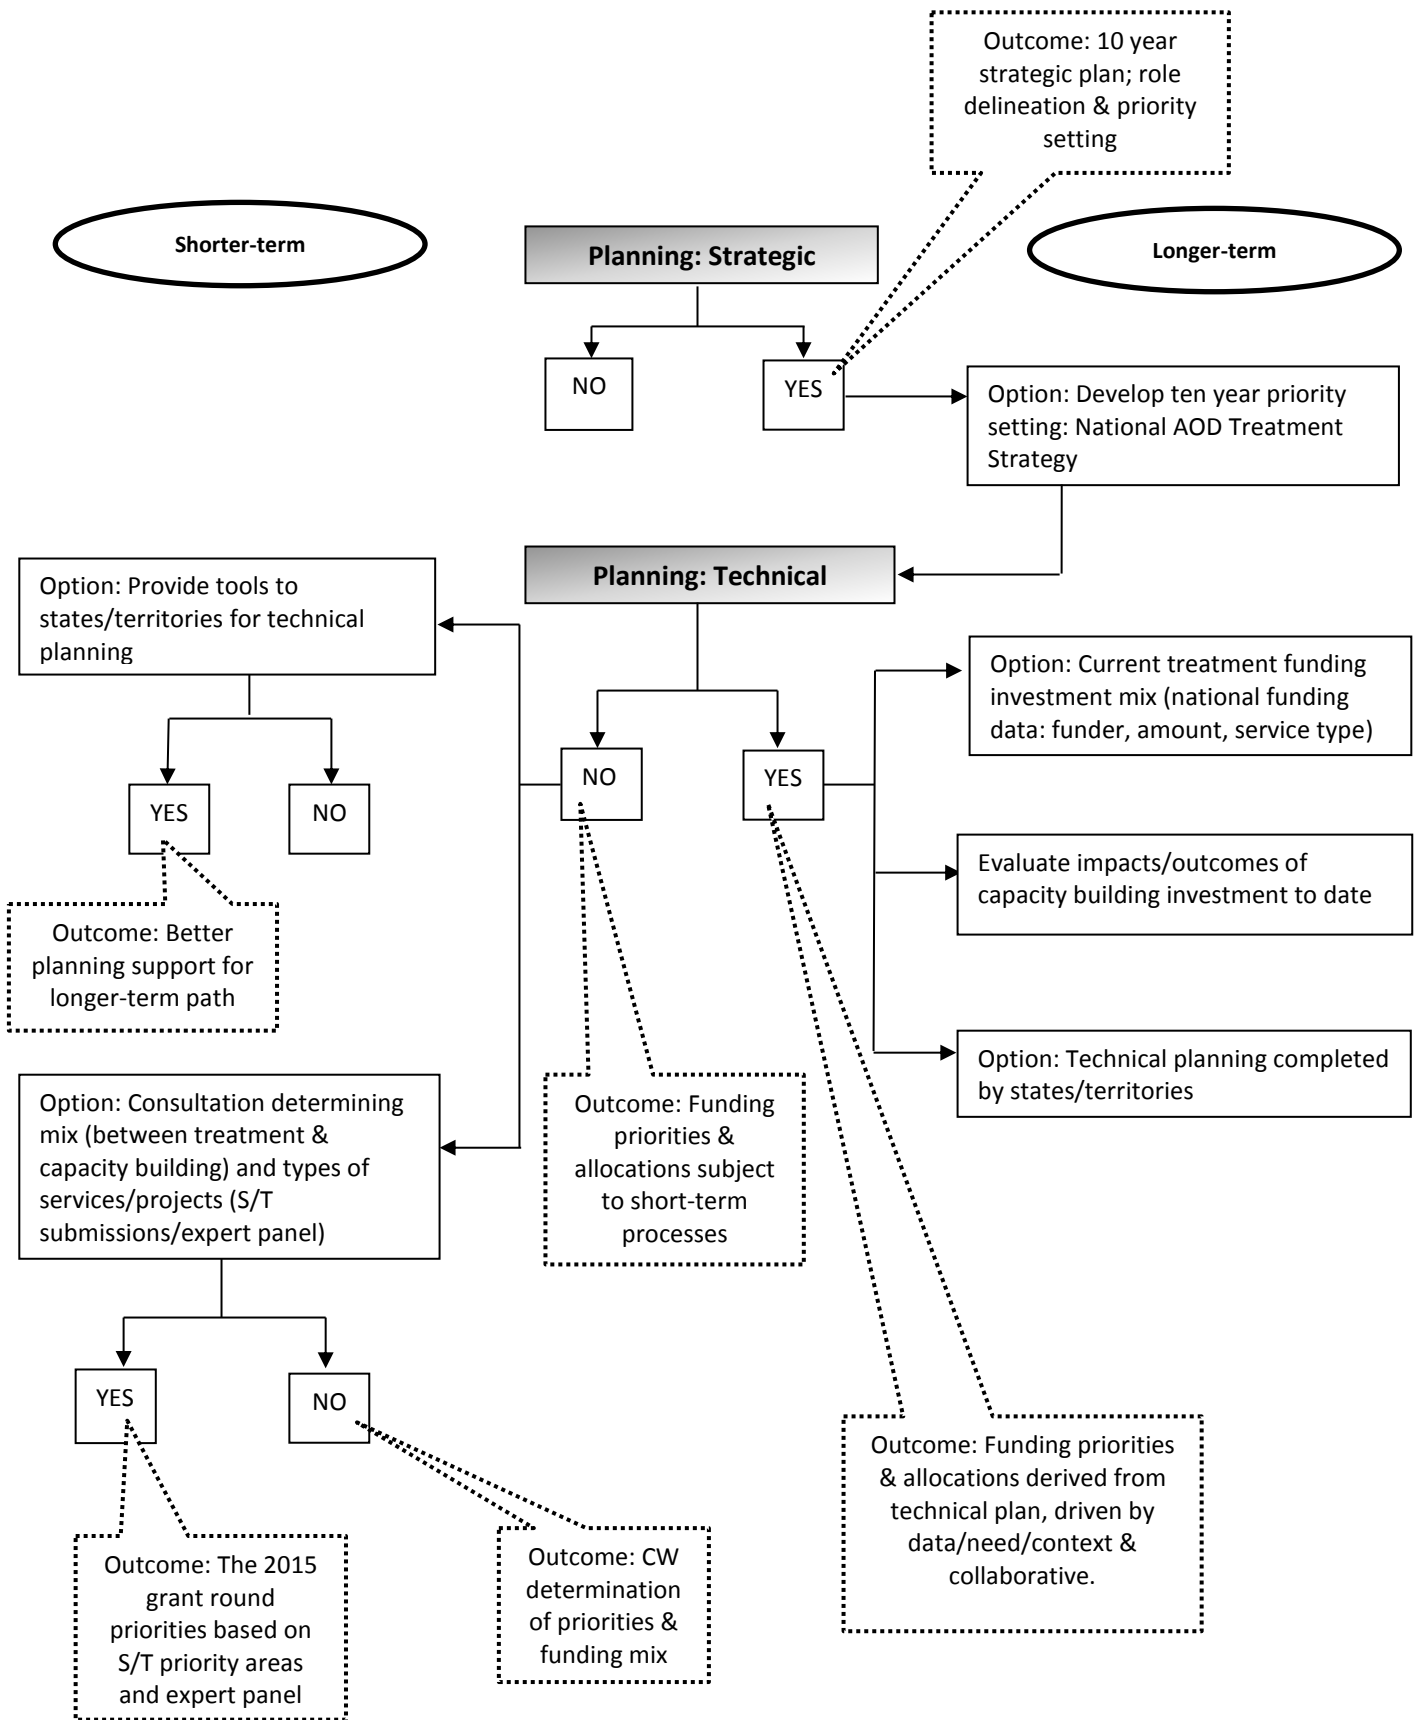 Outcome: 10 year
strategic plan; role
delineation & priority
setting
Shorter-term
Planning: Strategic
Longer-term
NO
YES
Option: Develop ten year priority
setting: National AOD Treatment
Strategy
Option: Provide tools to
states/territories for technical
planning
Planning: Technical
Option: Current treatment funding
investment mix (national funding
data: funder, amount, service type)
YES
NO
NO
YES
Evaluate impacts/outcomes of
capacity building investment to date
Outcome: Better
planning support for
longer-term path
Option: Technical planning completed
by states/territories
Option: Consultation determining
mix (between treatment &
capacity building) and types of
services/projects (S/T
submissions/expert panel)
Outcome: Funding
priorities &
allocations subject
to short-term
processes
YES
NO
Outcome: Funding priorities
& allocations derived from
technical plan, driven by
data/need/context &
collaborative.
Outcome: The 2015
grant round
priorities based on
S/T priority areas
and expert panel
Outcome: CW
determination
of priorities &
funding mix